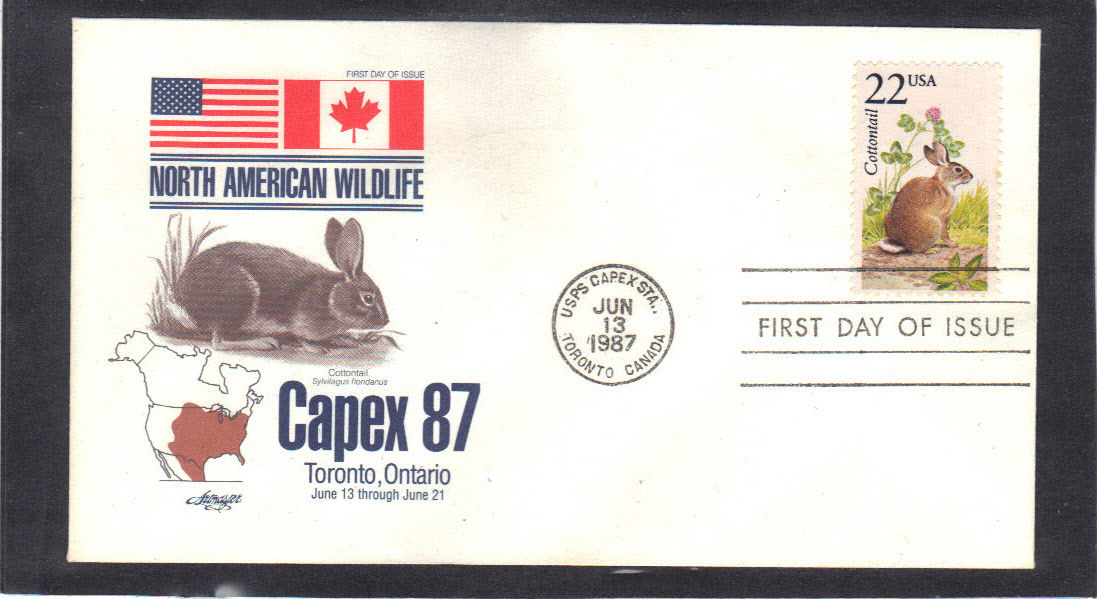 FIRST DAY OF ISSUE
NORTH AMERICAN WILDLIFE
Cottontail
Sylvilagus floridanus
Capex 87
Toronto, Ontario
June 13 through June 21
Artmaster
USPS CAPEX STA.,
JUN
13
1987
TORONTO CANADA
22 USA
Cottontail
FIRST DAY OF ISSUE